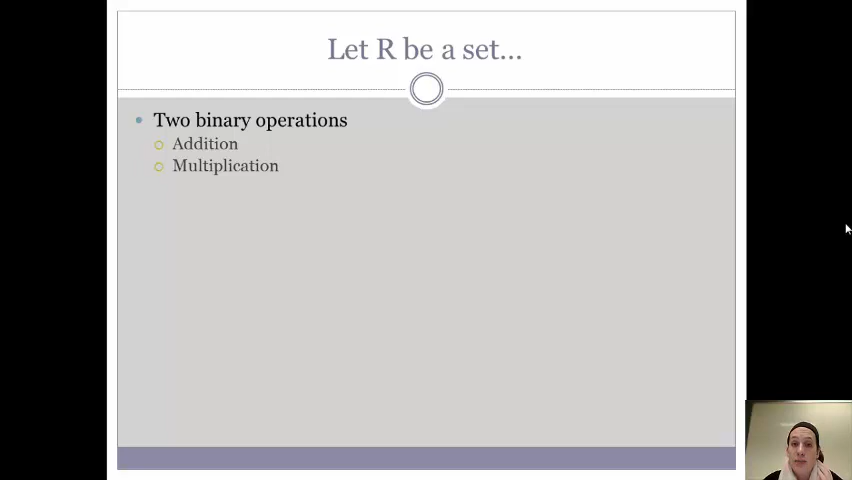 Let R be a set...
Two binary operations
Addition
Multiplication